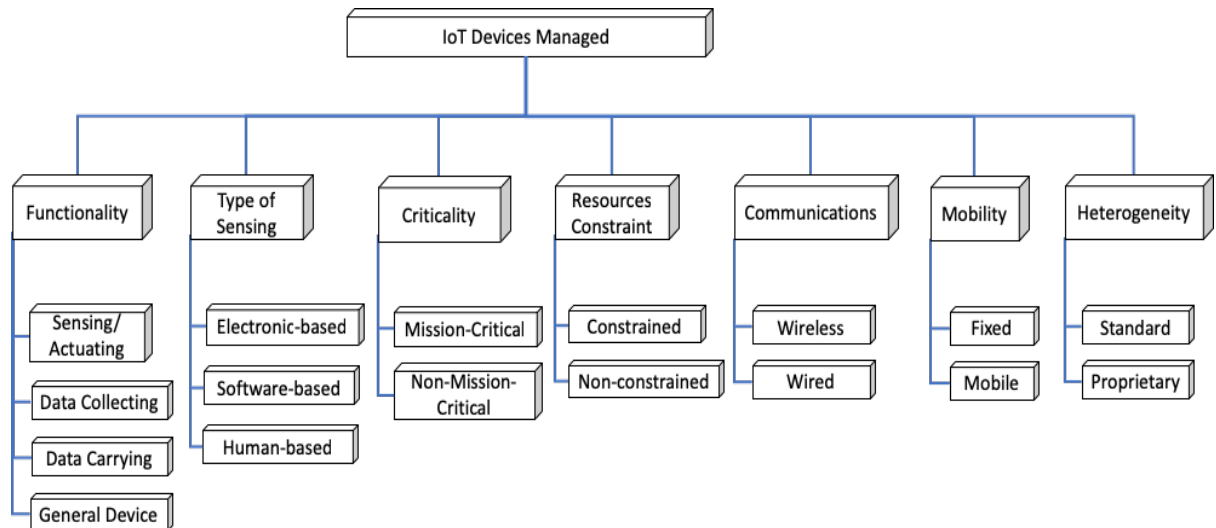 IoT Devices Managed
Functionality
Type of
Sensing
Criticality
Resources
Constraint
Communications
Mobility
Heterogeneity
Sensing/
Actuating
Data Collecting
Data Carrying
General Device
Electronic-based
Software-based
Human-based
Mission-Critical
Non-Mission-
Critical
Constrained
Non-constrained
Wireless
Wired
Fixed
Mobile
Standard
Proprietary